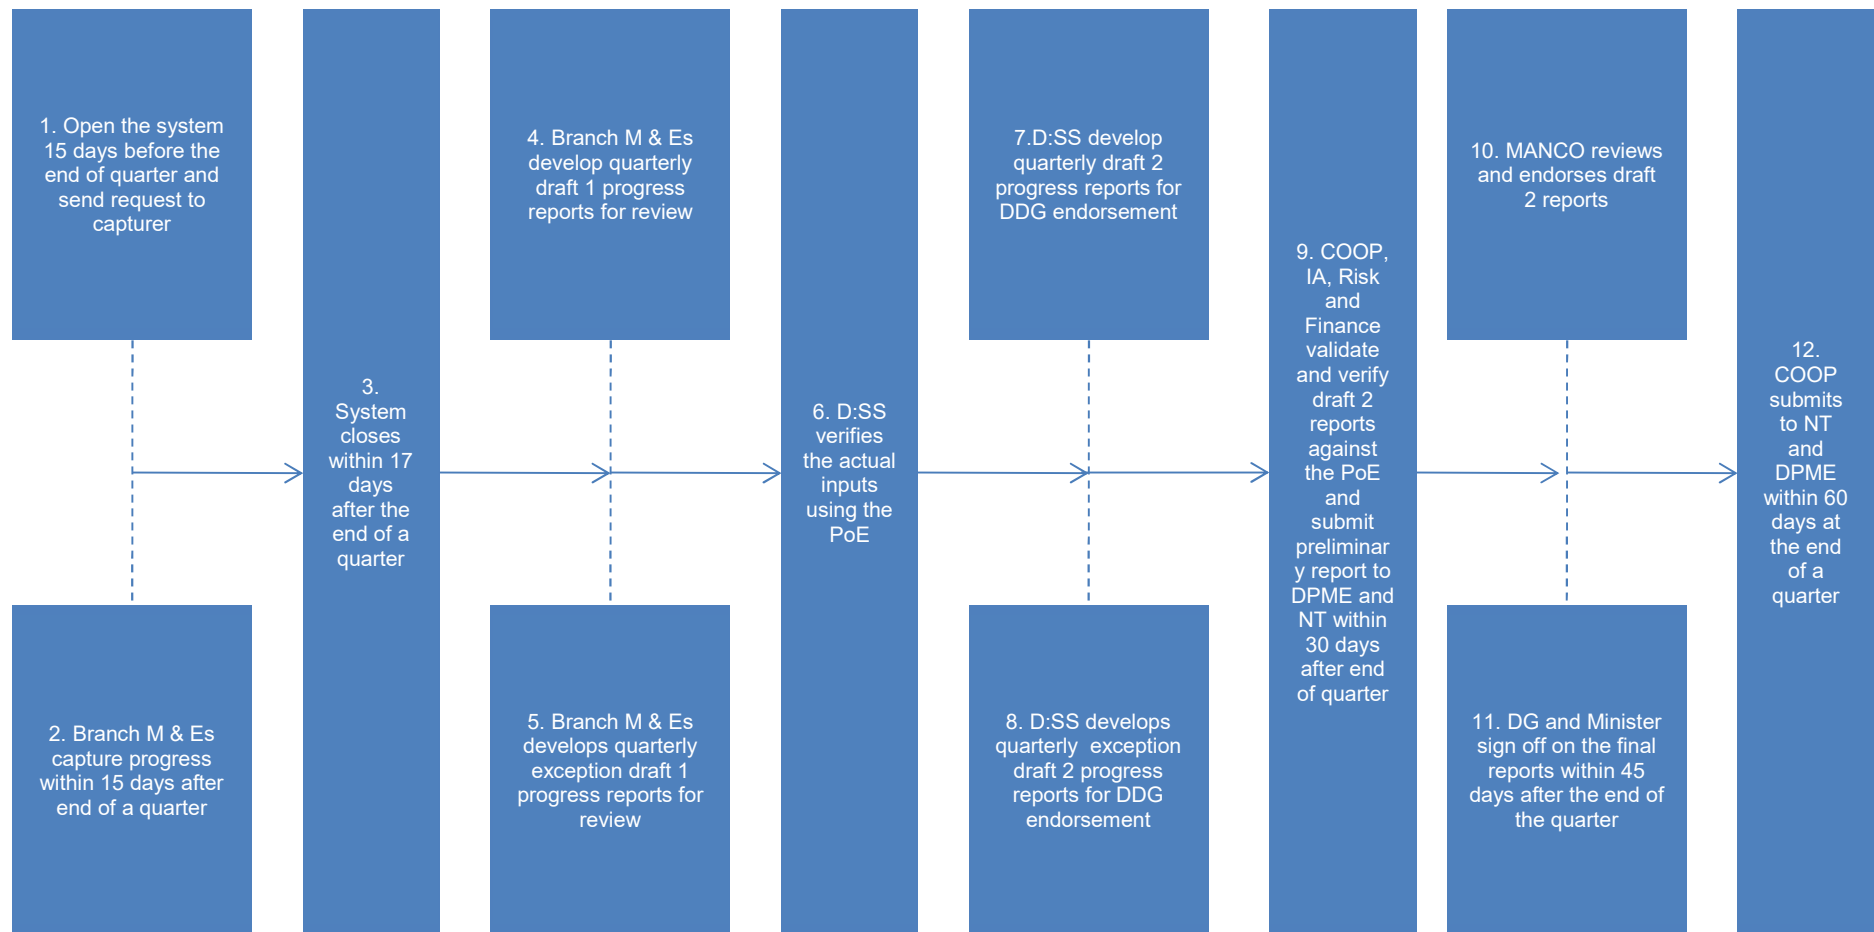 1. Open the system
15 days before the
end of quarter and
send request to
capturer
2. Branch M & Es
capture progress
within 15 days after
end of a quarter
3.
System
closes
within 17
days
after the
end of a
quarter
4. Branch M & Es
develop quarterly
draft 1 progress
reports for review
5. Branch M & Es
develops quarterly
exception draft 1
progress reports for
review
6. D:SS
verifies
the actual
inputs
using the
PoE
7.D:SS develop
quarterly draft 2
progress reports for
DDG endorsement
8. D:SS develops
quarterly  exception
draft 2 progress
reports for DDG
endorsement
9. COOP,
IA, Risk
and
Finance
validate
and verify
draft 2
reports
against
the PoE
and
submit
preliminar
y report to
DPME and
NT within
30 days
after end
of quarter
10. MANCO reviews
and endorses draft
2 reports
11. DG and Minister
sign off on the final
reports within 45
days after the end of
the quarter
12.
COOP
submits
to NT
and
DPME
within 60
days at
the end
of a
quarter